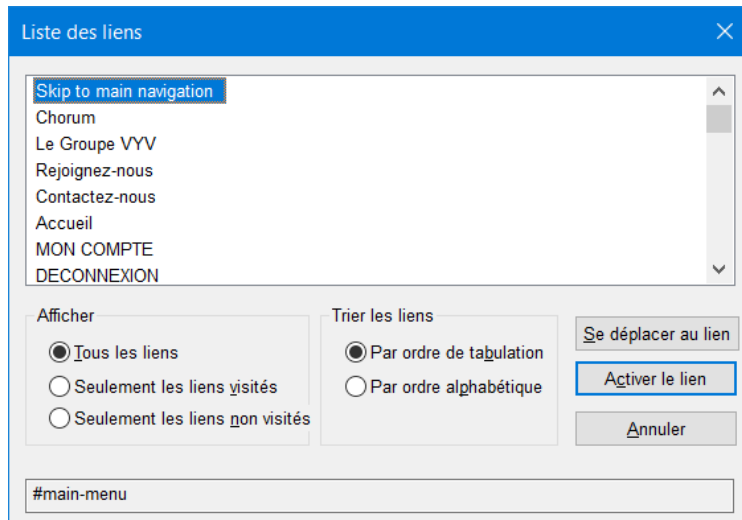 Liste des liens
Skip to main navigation
Chorum
Le Groupe VYV
Rejoignez-nous
Contactez-nous
Accueil
MON COMPTE
DECONNEXION
Afficher
Tous les liens
Seulement les liens visités
Seulement les liens non visités
Trier les liens
Par ordre de tabulation
Par ordre alphabétique
Se déplacer au lien
Activer le lien
Annuler
#main-menu